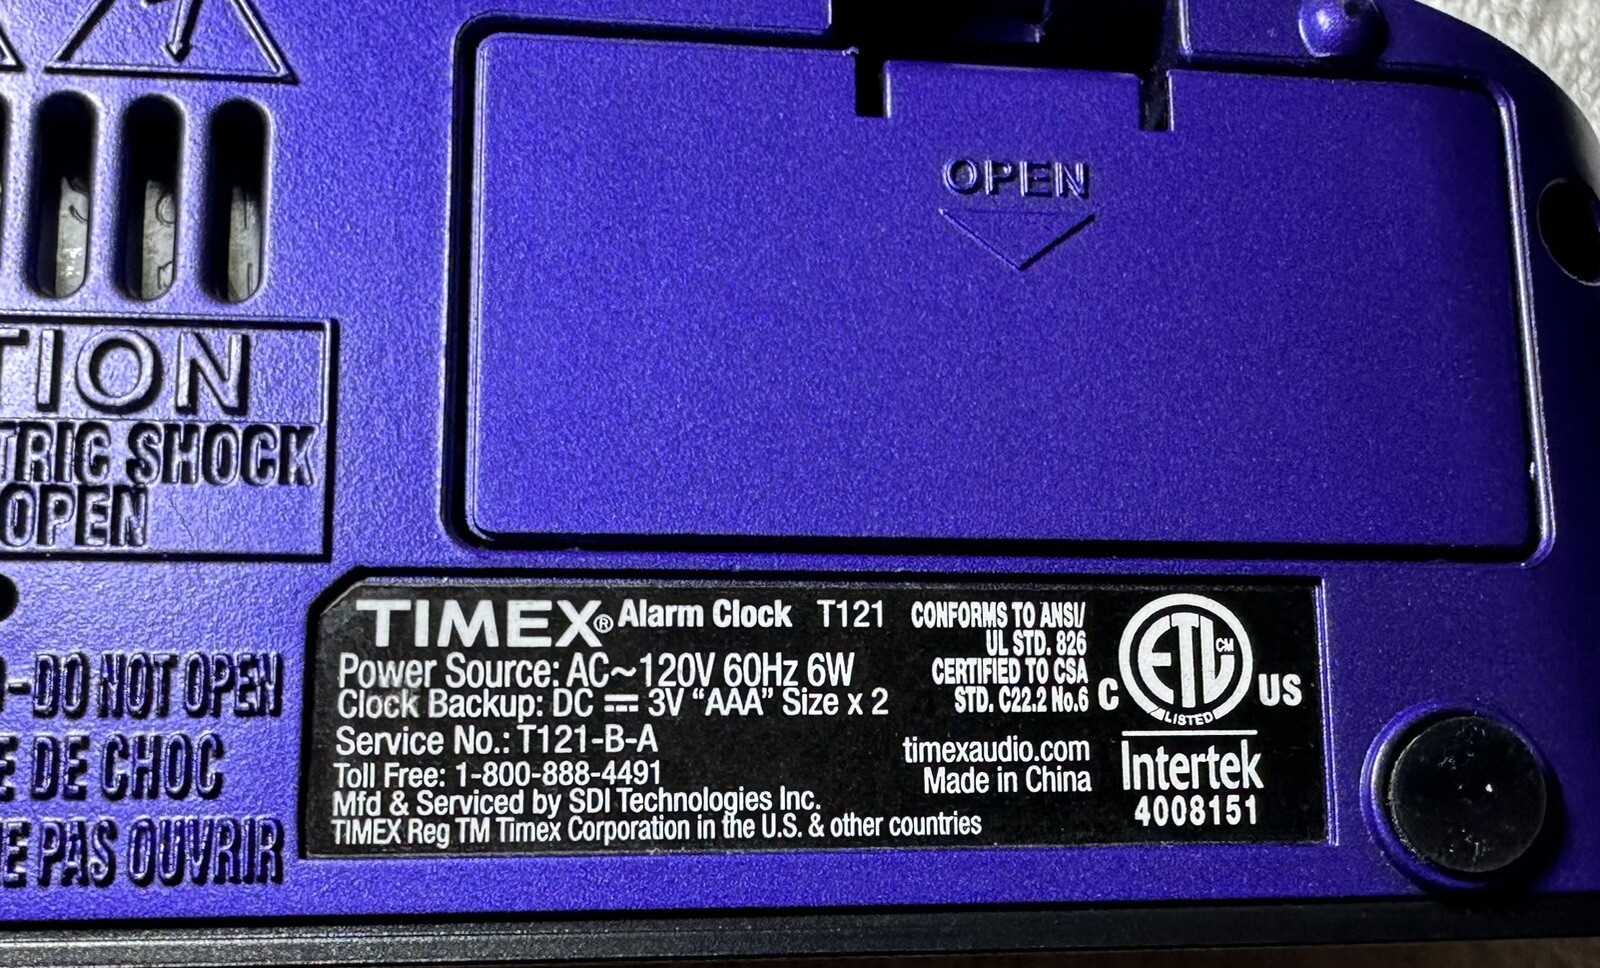 OPEN
TION
TRIC SHOCK
OPEN
-DO NOT OPEN
E DE CHOC
E PAS OUVRIR
TIMEX® Alarm Clock T121
Power Source: AC~120V 60Hz 6W
Clock Backup: DC ⎓ 3V “AAA” Size x 2
Service No.: T121-B-A
Toll Free: 1-800-888-4491
Mfd & Serviced by SDI Technologies Inc.
TIMEX Reg TM Timex Corporation in the U.S. & other countries
CONFORMS TO ANSI/
UL STD. 826
CERTIFIED TO CSA
STD. C22.2 No.6
timexaudio.com
Made in China
C ETL CM US
LISTED
Intertek
4008151